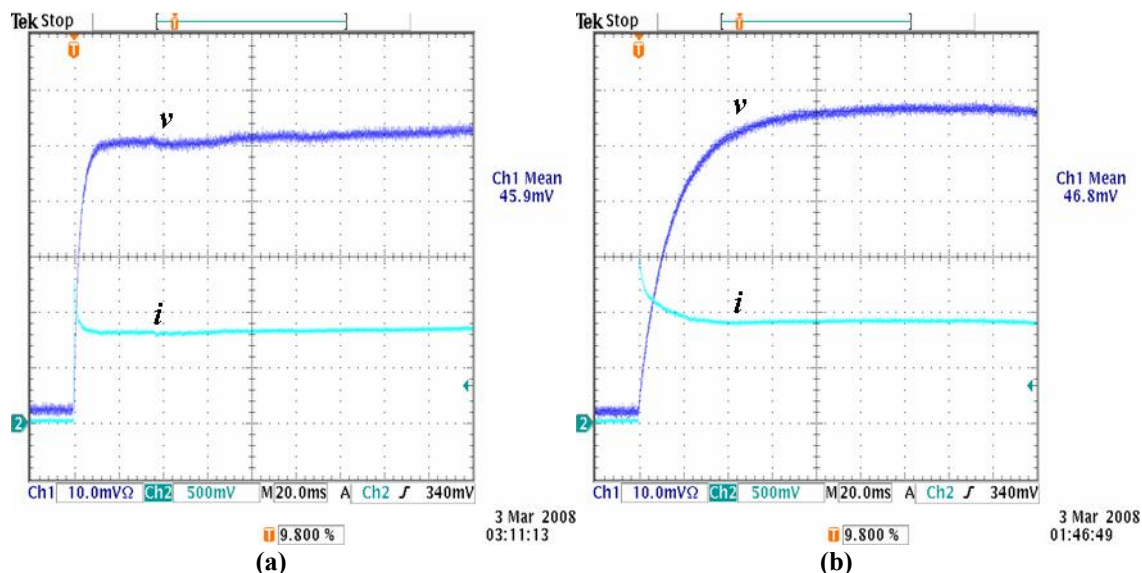 Tek Stop
T
T
v
Ch1 Mean
45.9mV
i
2
Ch1 10.0mVΩ Ch2 500mV M 20.0ms A Ch2 340mV
3 Mar 2008
T 9.800 % 03:11:13
(a)
Tek Stop
T
T
v
Ch1 Mean
46.8mV
i
2
Ch1 10.0mVΩ Ch2 500mV M 20.0ms A Ch2 340mV
3 Mar 2008
T 9.800 % 01:46:49
(b)